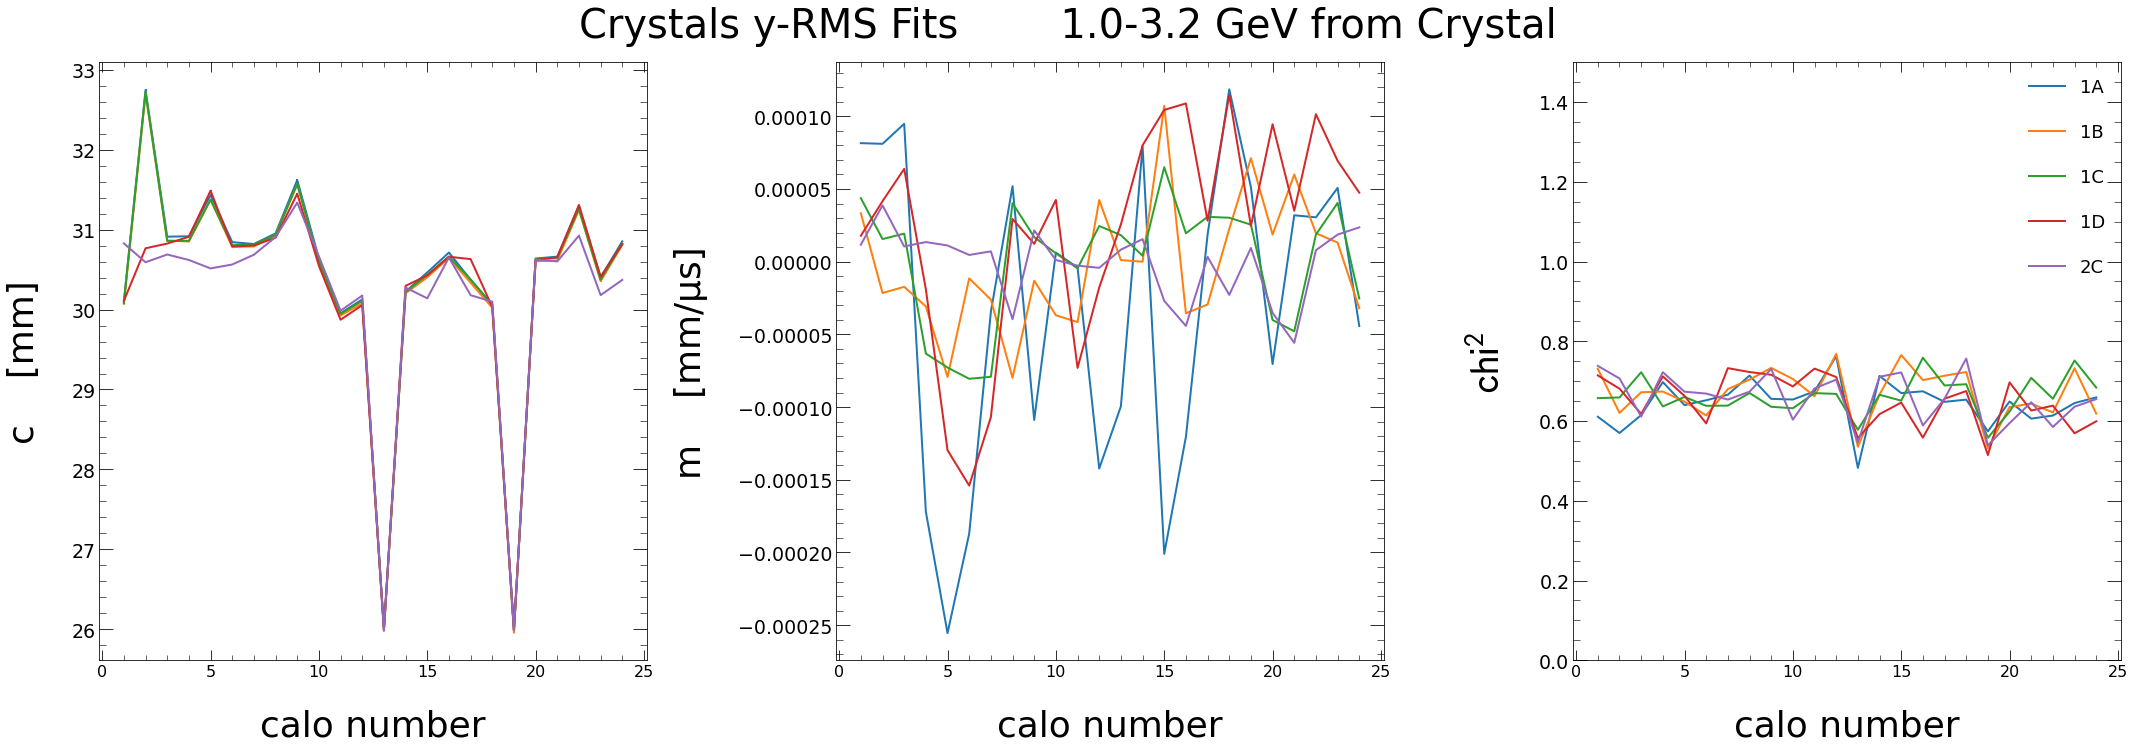 Crystals y-RMS Fits 1.0-3.2 GeV from Crystal
c [mm]
33
32
31
30
29
28
27
26
0 5 10 15 20 25
calo number
m [mm/μs]
0.00010
0.00005
0.00000
−0.00005
−0.00010
−0.00015
−0.00020
−0.00025
0 5 10 15 20 25
calo number
chi²
1.4
1.2
1.0
0.8
0.6
0.4
0.2
0.0
0 5 10 15 20 25
calo number
1A
1B
1C
1D
2C